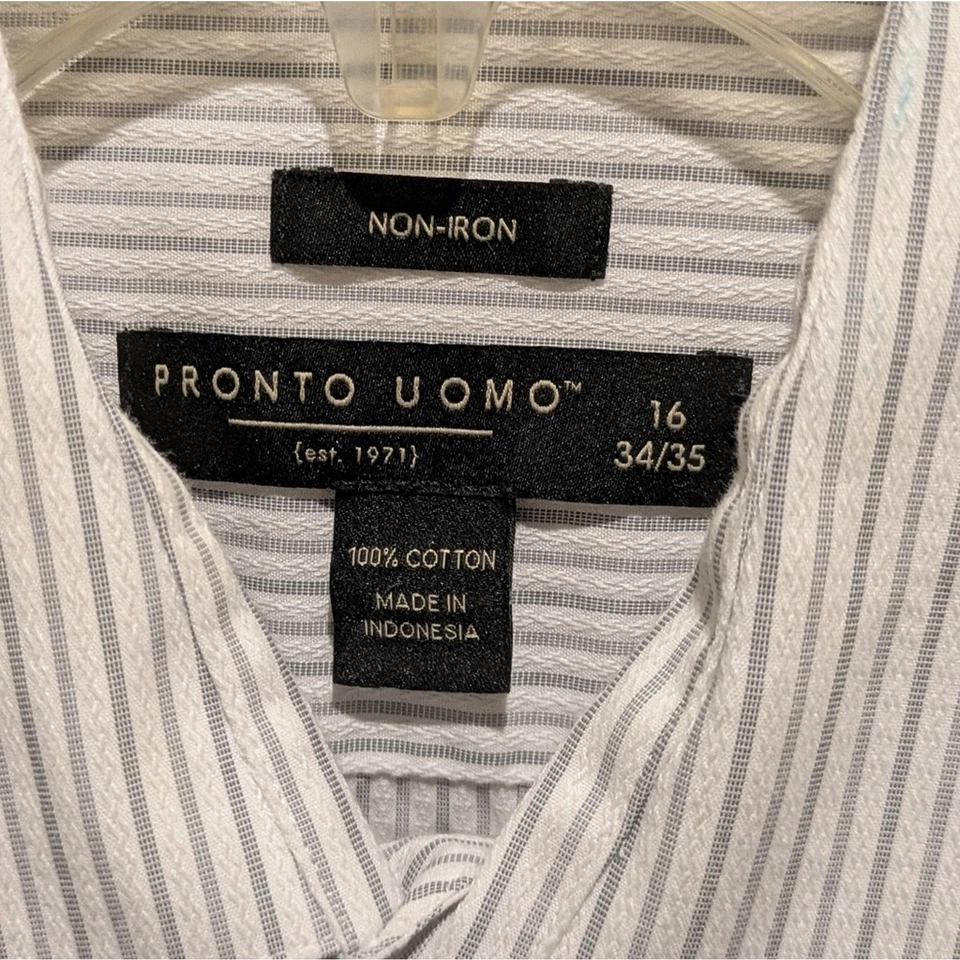 NON-IRON
PRONTO UOMO™
{est. 1971}
16
34/35
100% COTTON
MADE IN
INDONESIA